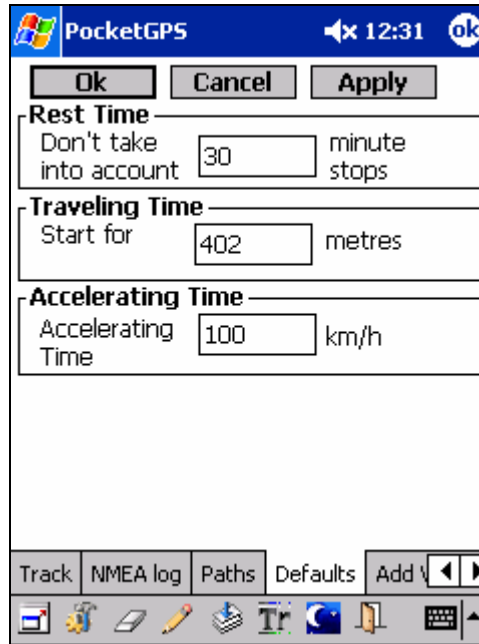 PocketGPS 12:31 ok
Ok Cancel Apply
Rest Time
Don't take into account 30 minute stops
Traveling Time
Start for 402 metres
Accelerating Time
Accelerating Time 100 km/h
Track NMEA log Paths Defaults Add
Tr